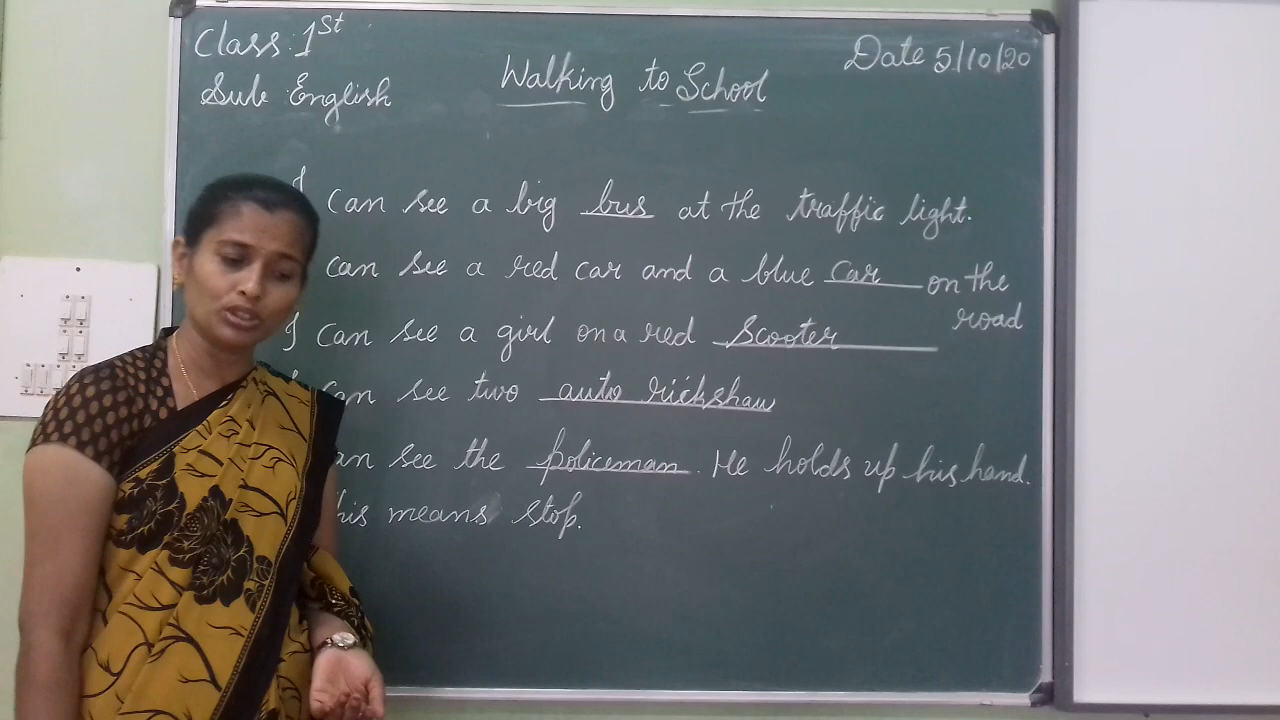 Class: 1st
Date 5/10/20
Sub: English
Walking to School
I can see a big bus at the traffic light.
can see a red car and a blue car on the
road
I can see a girl on a red Scooter
can see two auto rickshaw
an see the policeman. He holds up his hand.
his means stop.